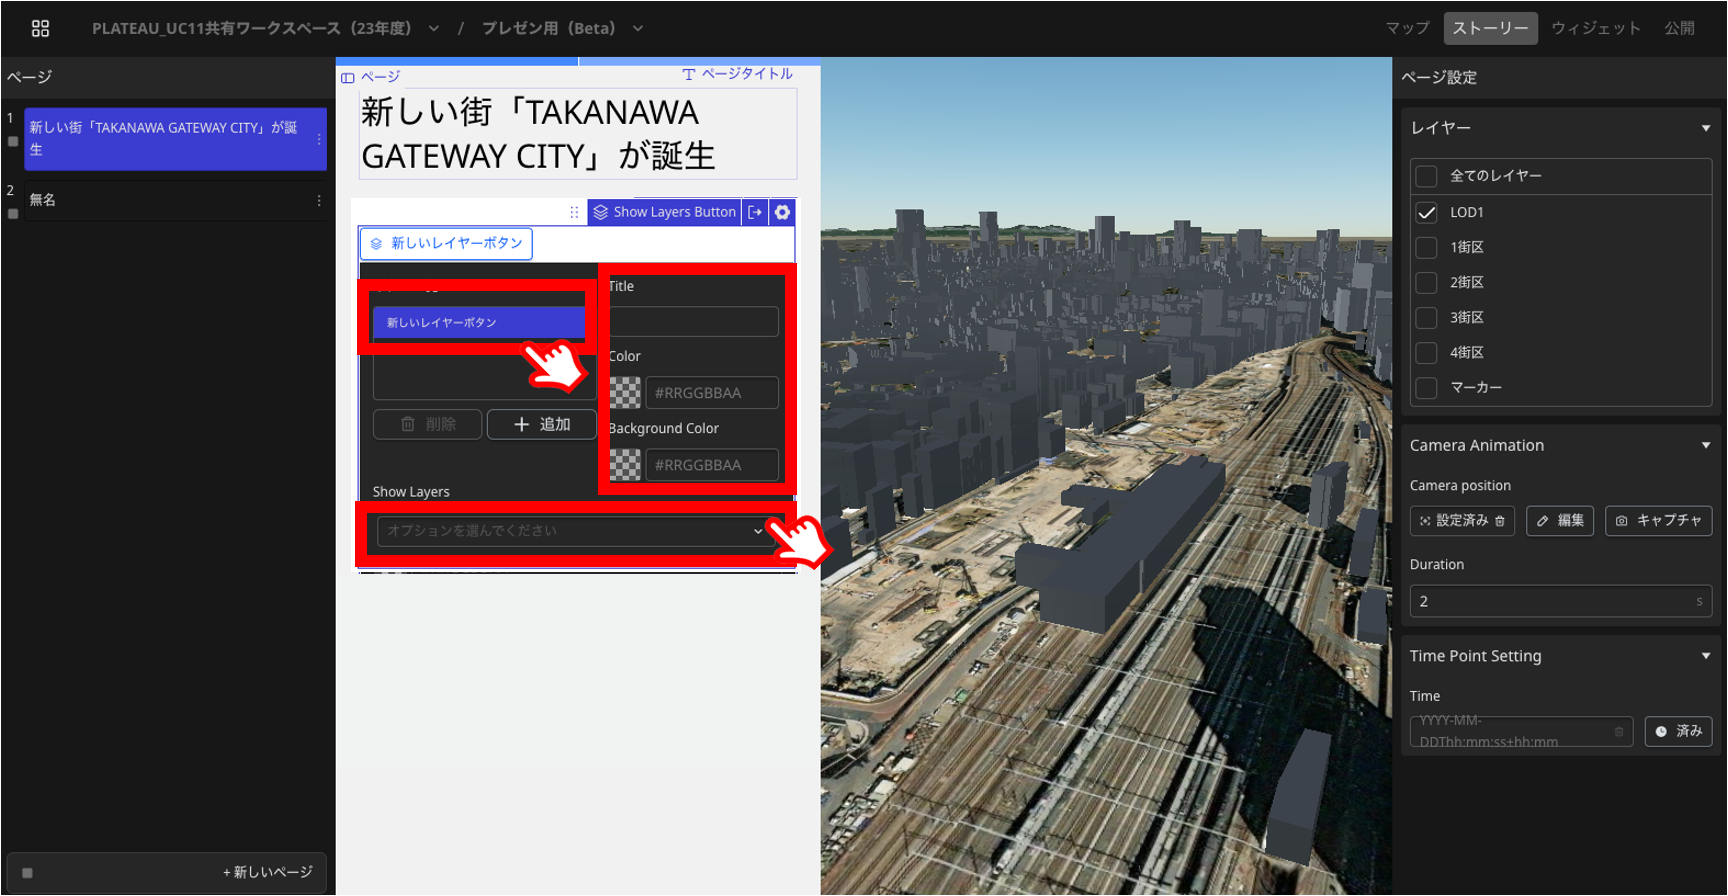 PLATEAU_UC11共有ワークスペース（23年度） / プレゼン用（Beta）
マップ ストーリー ウィジェット 公開
ページ
1
新しい街「TAKANAWA GATEWAY CITY」が誕
生
2
無名
+ 新しいページ
ページ
ページタイトル
新しい街「TAKANAWA
GATEWAY CITY」が誕生
Show Layers Button
新しいレイヤーボタン
新しいレイヤーボタン
削除
追加
Title
Color
#RRGGBBAA
Background Color
#RRGGBBAA
Show Layers
オプションを選んでください
ページ設定
レイヤー
全てのレイヤー
LOD1
1街区
2街区
3街区
4街区
マーカー
Camera Animation
Camera position
設定済み 編集 キャプチャ
Duration
2 s
Time Point Setting
Time
YYYY-MM-
DDThh:mm:ss+hh:mm
済み